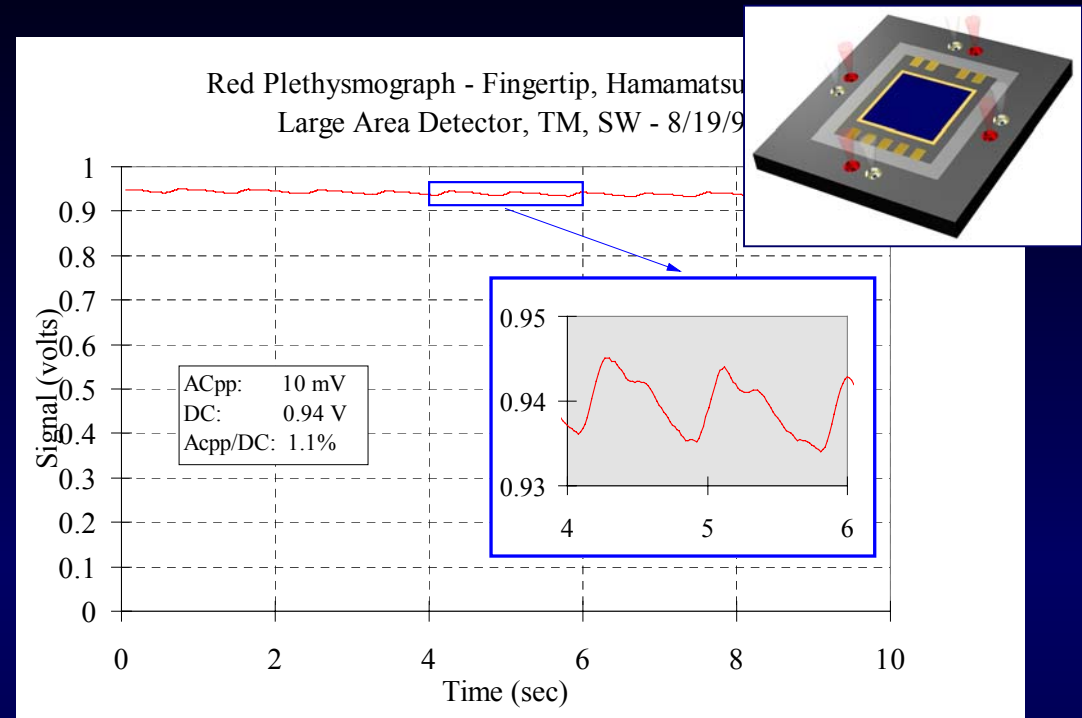 Red Plethysmograph - Fingertip, Hamamatsu
Large Area Detector, TM, SW - 8/19/9
1
0.9
0.8
0.7
0.6
0.5
0.4
0.3
0.2
0.1
0
Signal (volts)
ACpp: 10 mV
DC: 0.94 V
Acpp/DC: 1.1%
0.95
0.94
0.93
4 5 6
0 2 4 6 8 10
Time (sec)